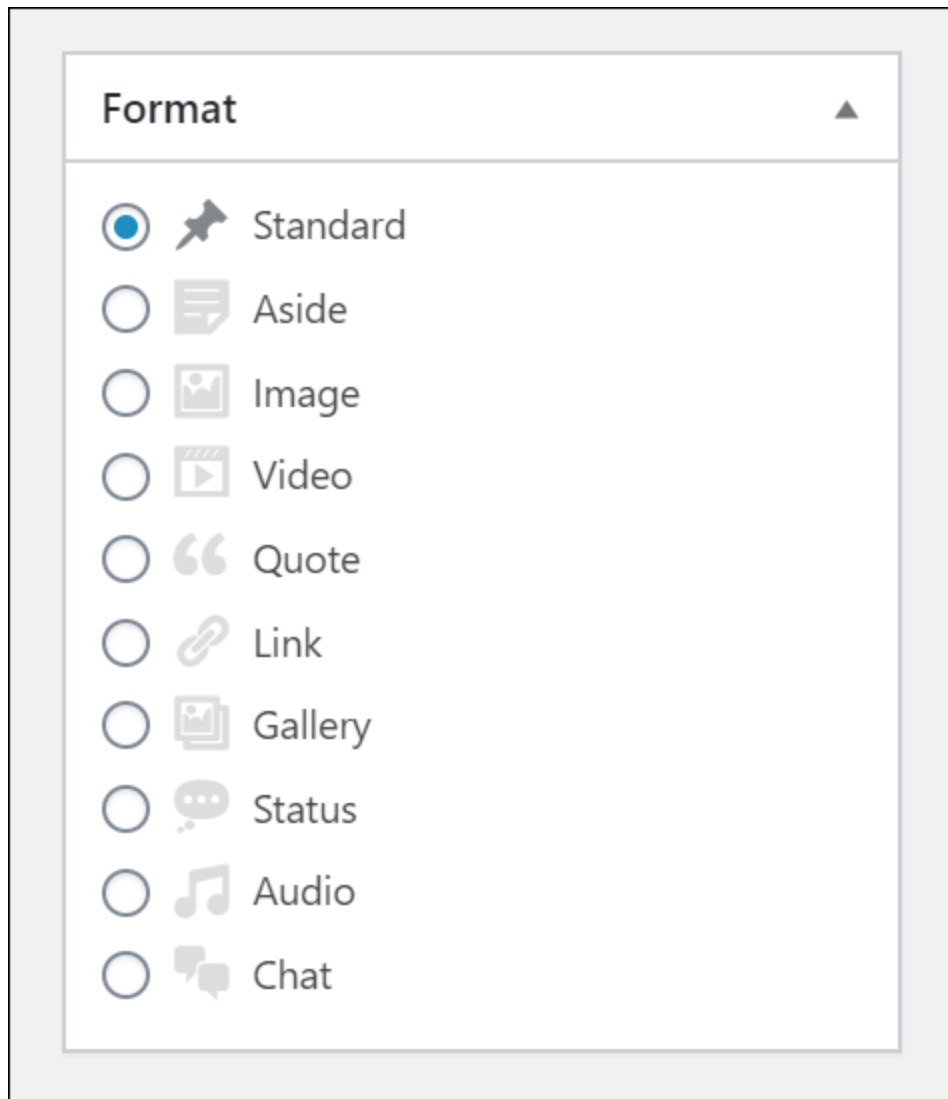 Format
Standard
Aside
Image
Video
Quote
Link
Gallery
Status
Audio
Chat